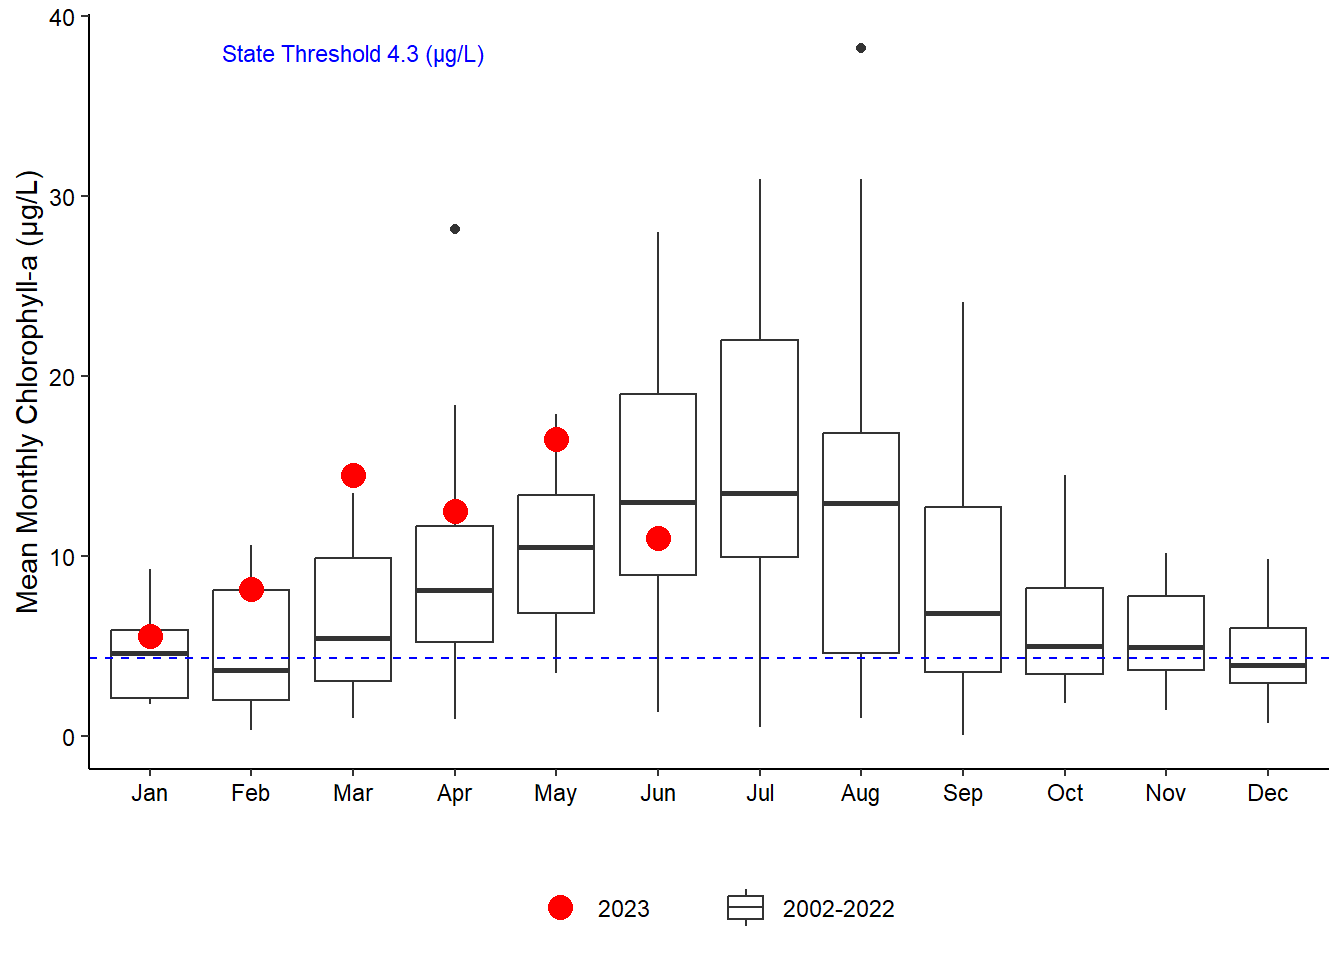 State Threshold 4.3 (µg/L)
Mean Monthly Chlorophyll-a (µg/L)
40
30
20
10
0
Jan Feb Mar Apr May Jun Jul Aug Sep Oct Nov Dec
2023 2002-2022